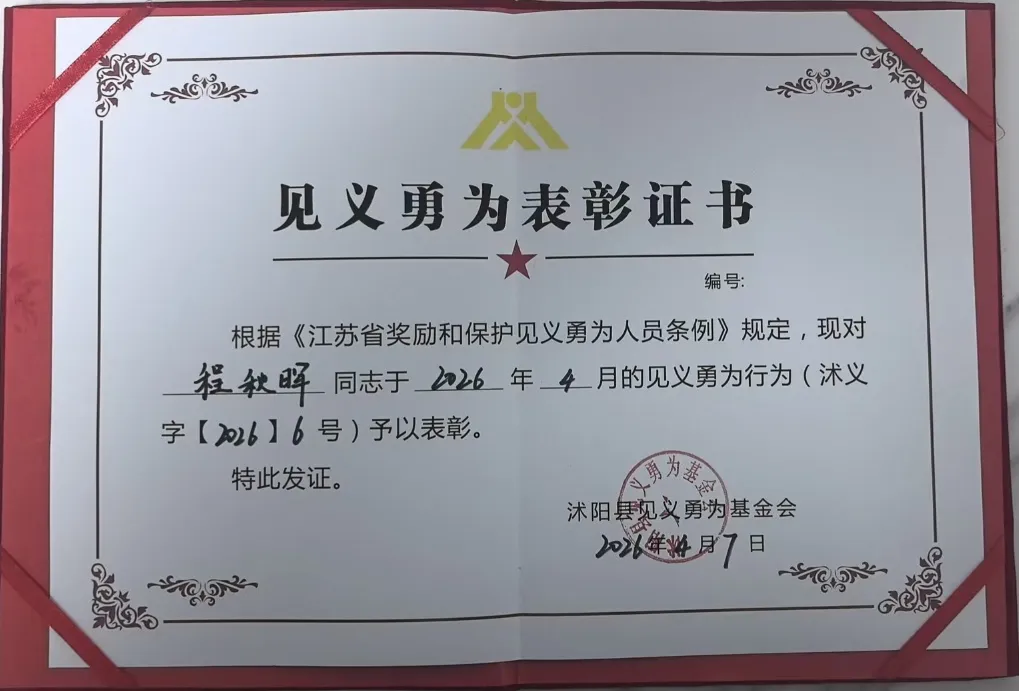 见义勇为表彰证书
编号:
根据《江苏省奖励和保护见义勇为人员条例》规定，现对
程秋晖同志于 2026 年 4 月的见义勇为行为（沭义
字【2026】6 号）予以表彰。
特此发证。
沭阳县见义勇为基金会
2026年4月7日